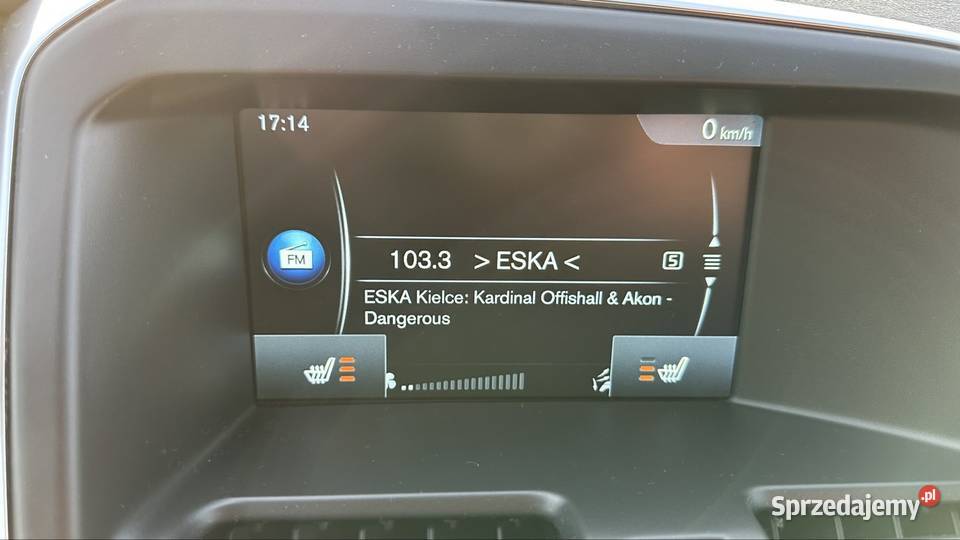 17:14
0 km/h
FM
103.3 > ESKA < 5
ESKA Kielce: Kardinal Offishall & Akon -
Dangerous
Sprzedajemy.pl